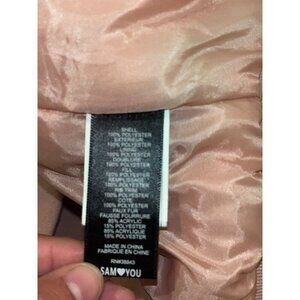 SHELL
100% POLYESTER
EXTERIEUR
100% POLYESTER
LINING
100% POLYESTER
DOUBLURE
100% POLYESTER
FILL
100% POLYESTER
REMPLISSAGE
100% POLYESTER
RIB TRIM
100% POLYESTER
CÔTE
100% POLYESTER
FAUX FUR
FAUSSE FOURRURE
85% ACRYLIC
15% POLYESTER
85% ACRYLIQUE
15% POLYESTER
MADE IN CHINA
FABRIQUE EN CHINE
SAM♥YOU